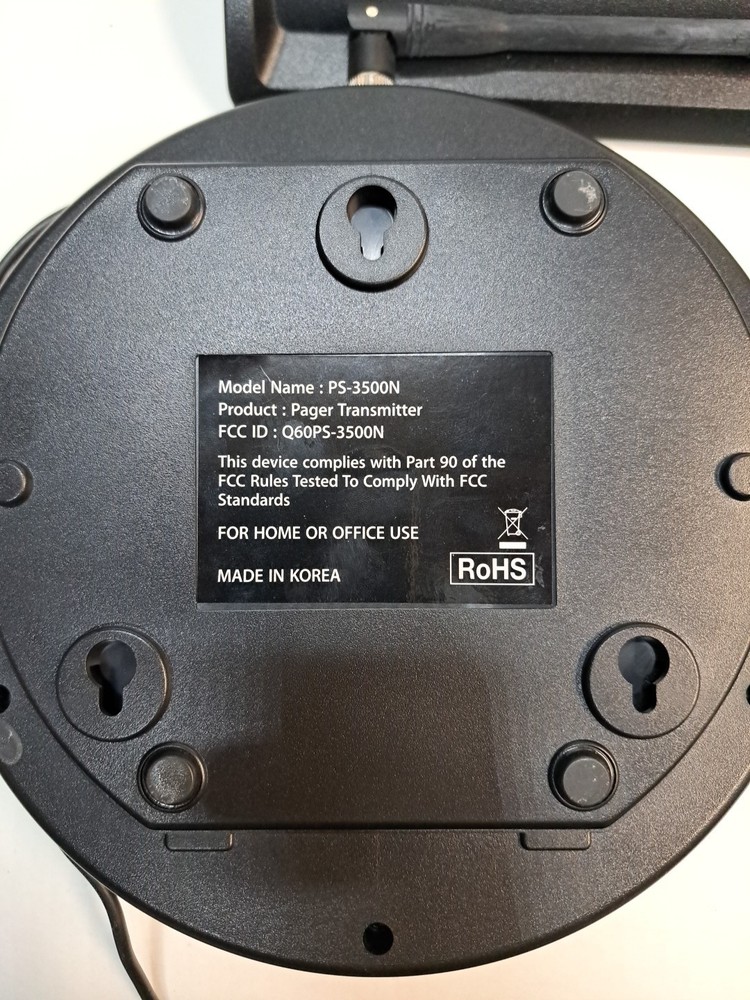 Model Name : PS-3500N
Product : Pager Transmitter
FCC ID : Q60PS-3500N
This device complies with Part 90 of the
FCC Rules Tested To Comply With FCC
Standards
FOR HOME OR OFFICE USE
MADE IN KOREA
RoHS